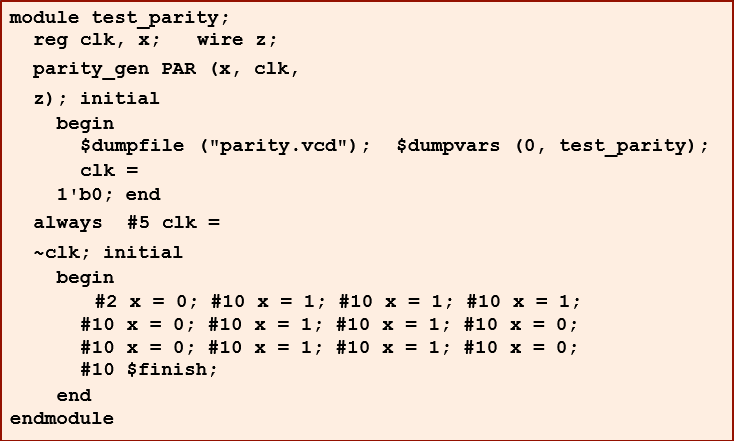 module test_parity;
reg clk, x; wire z;
parity_gen PAR (x, clk,
z); initial
begin
$dumpfile ("parity.vcd"); $dumpvars (0, test_parity);
clk =
1'b0; end
always #5 clk =
~clk; initial
begin
#2 x = 0; #10 x = 1; #10 x = 1; #10 x = 1;
#10 x = 0; #10 x = 1; #10 x = 1; #10 x = 0;
#10 x = 0; #10 x = 1; #10 x = 1; #10 x = 0;
#10 $finish;
end
endmodule